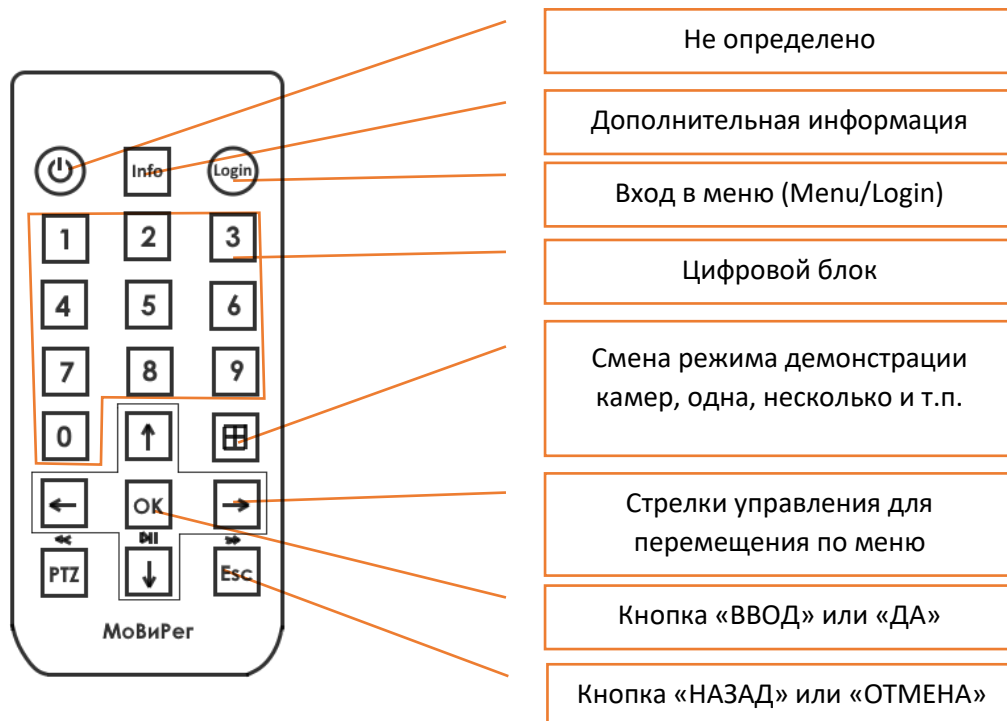 Не определено
Дополнительная информация
Info
Login
Вход в меню (Menu/Login)
1 2 3
Цифровой блок
4 5 6
7 8 9
Смена режима демонстрации
камер, одна, несколько и т.п.
0 ↑
← OK →
Стрелки управления для
перемещения по меню
PTZ ↓ Esc
Кнопка «ВВОД» или «ДА»
МоВиРег
Кнопка «НАЗАД» или «ОТМЕНА»